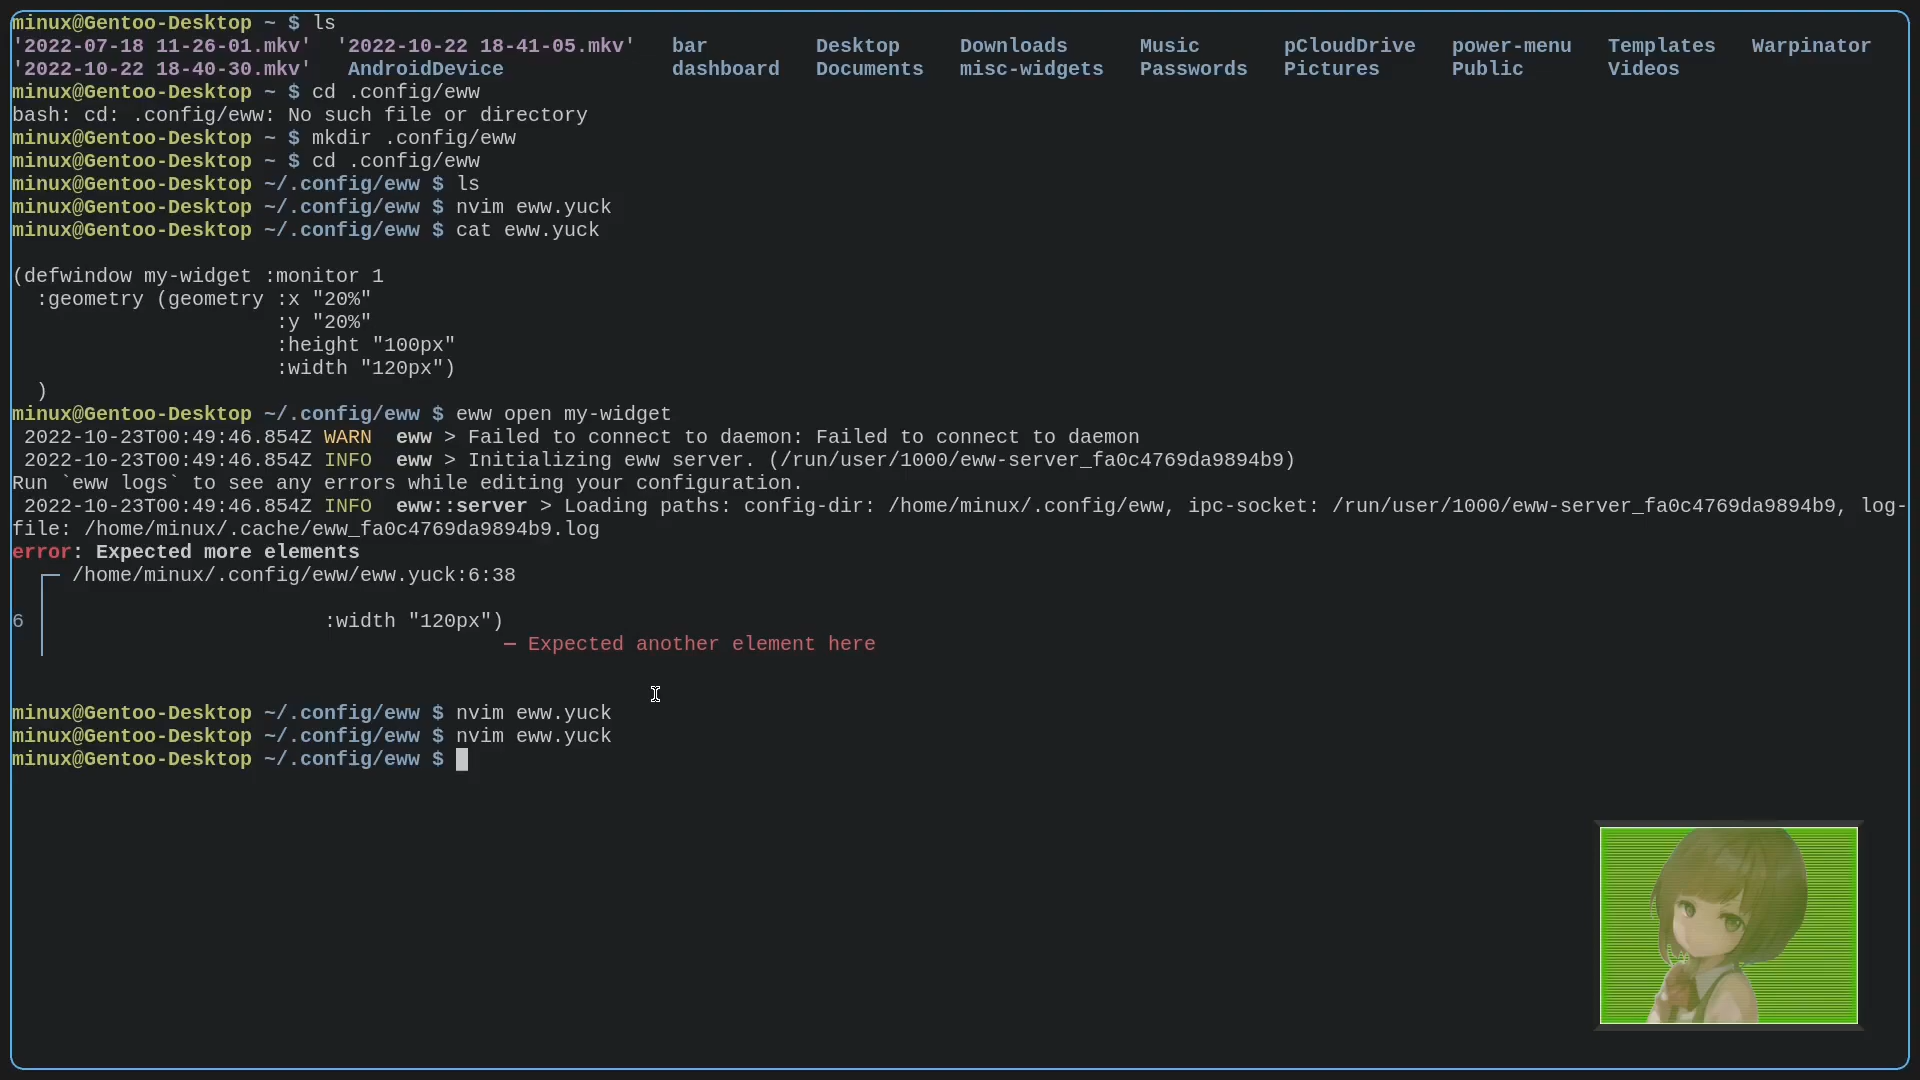 minux@Gentoo-Desktop ~ $ ls
'2022-07-18 11-26-01.mkv'  '2022-10-22 18-41-05.mkv'   bar        Desktop    Downloads     Music      pCloudDrive   power-menu   Templates   Warpinator
'2022-10-22 18-40-30.mkv'   AndroidDevice              dashboard   Documents   misc-widgets   Passwords   Pictures      Public       Videos
minux@Gentoo-Desktop ~ $ cd .config/eww
bash: cd: .config/eww: No such file or directory
minux@Gentoo-Desktop ~ $ mkdir .config/eww
minux@Gentoo-Desktop ~ $ cd .config/eww
minux@Gentoo-Desktop ~/.config/eww $ ls
minux@Gentoo-Desktop ~/.config/eww $ nvim eww.yuck
minux@Gentoo-Desktop ~/.config/eww $ cat eww.yuck
(defwindow my-widget :monitor 1
  :geometry (geometry :x "20%"
                      :y "20%"
                      :height "100px"
                      :width "120px")
  )
minux@Gentoo-Desktop ~/.config/eww $ eww open my-widget
 2022-10-23T00:49:46.854Z WARN  eww > Failed to connect to daemon: Failed to connect to daemon
 2022-10-23T00:49:46.854Z INFO  eww > Initializing eww server. (/run/user/1000/eww-server_fa0c4769da9894b9)
Run `eww logs` to see any errors while editing your configuration.
 2022-10-23T00:49:46.854Z INFO  eww::server > Loading paths: config-dir: /home/minux/.config/eww, ipc-socket: /run/user/1000/eww-server_fa0c4769da9894b9, log-
file: /home/minux/.cache/eww_fa0c4769da9894b9.log
error: Expected more elements
  ┌─ /home/minux/.config/eww/eww.yuck:6:38
6 │                       :width "120px")
  │                                      — Expected another element here
minux@Gentoo-Desktop ~/.config/eww $ nvim eww.yuck
minux@Gentoo-Desktop ~/.config/eww $ nvim eww.yuck
minux@Gentoo-Desktop ~/.config/eww $